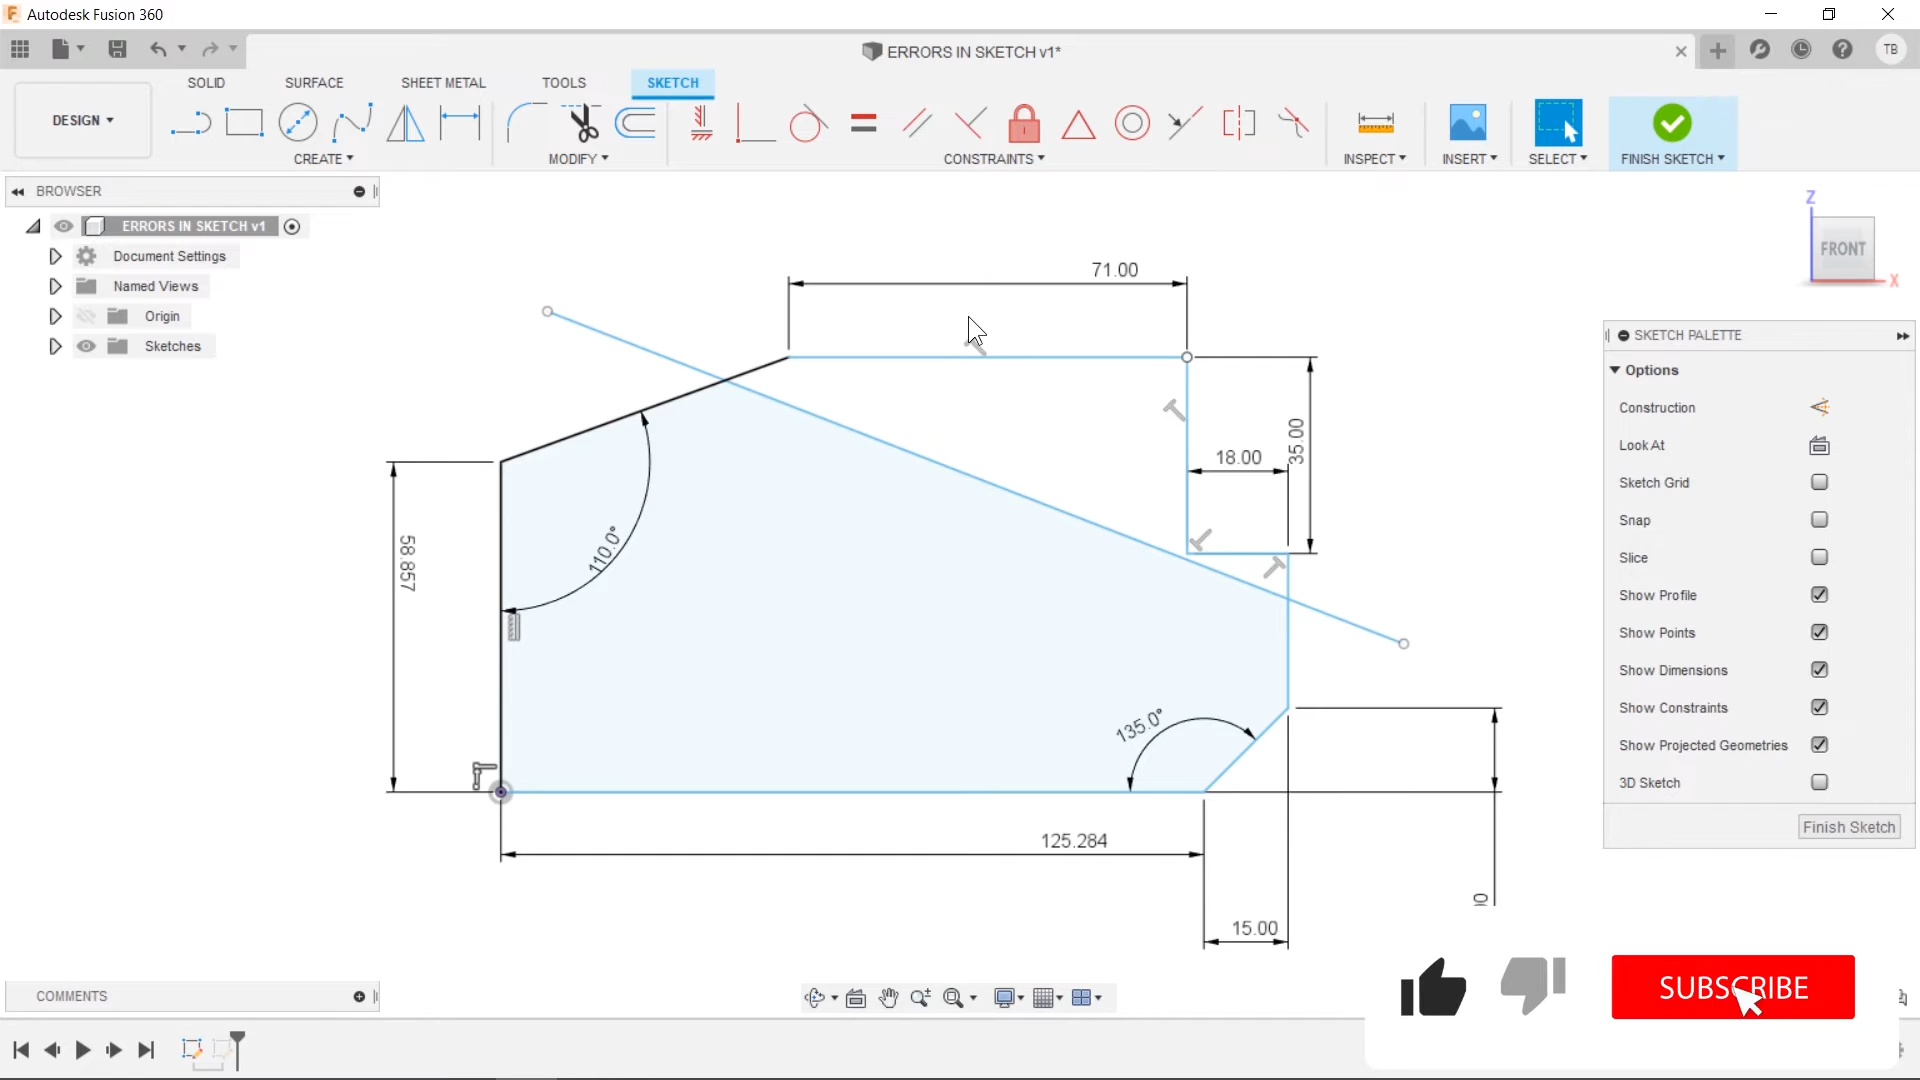 Autodesk Fusion 360
ERRORS IN SKETCH v1*
TB
SOLID
SURFACE
SHEET METAL
TOOLS
SKETCH
DESIGN
CREATE
MODIFY
CONSTRAINTS
INSPECT
INSERT
SELECT
FINISH SKETCH
BROWSER
ERRORS IN SKETCH v1
Document Settings
Named Views
Origin
Sketches
Z
FRONT
X
SKETCH PALETTE
Options
Construction
Look At
Sketch Grid
Snap
Slice
Show Profile
Show Points
Show Dimensions
Show Constraints
Show Projected Geometries
3D Sketch
Finish Sketch
71.00
35.00
18.00
110.0°
58.857
135.0°
125.284
15.00
COMMENTS
SUBSCRIBE